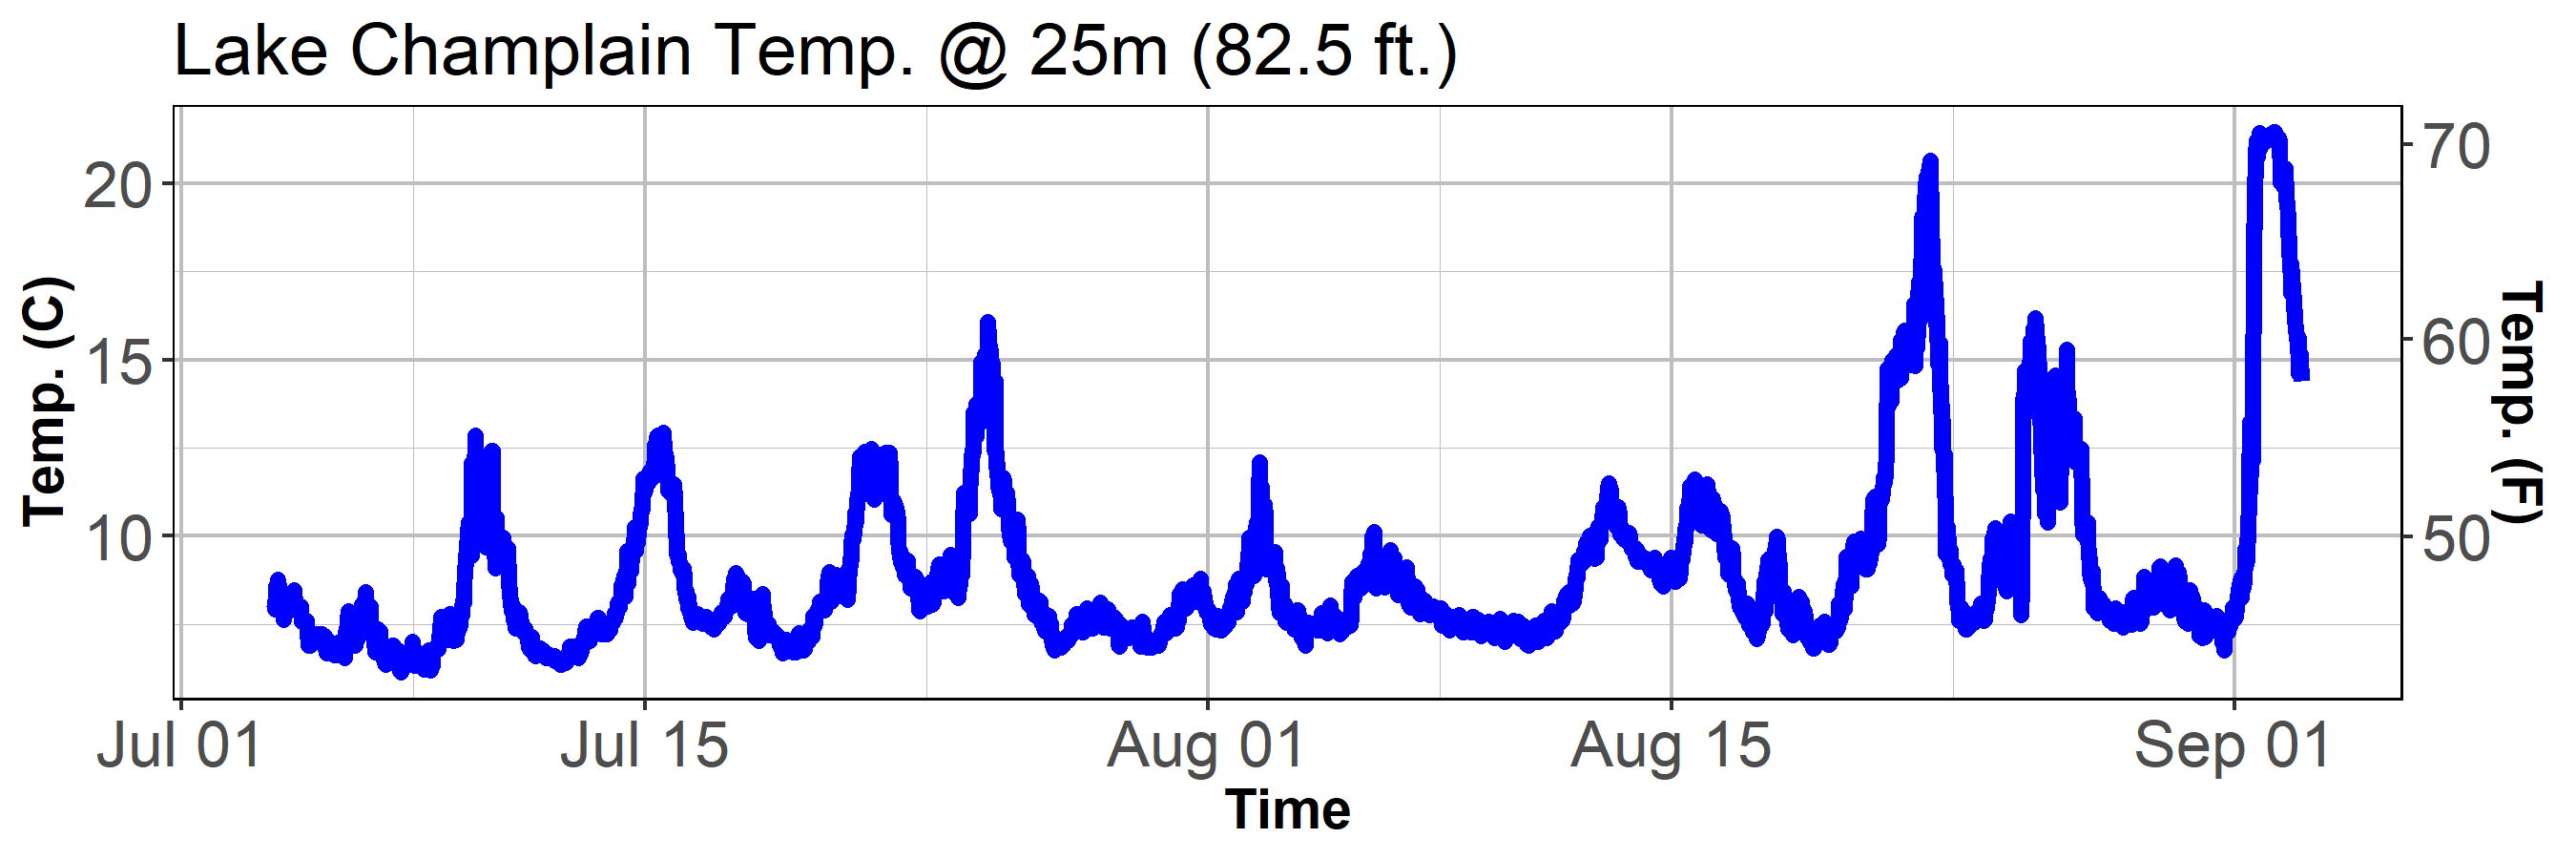 Lake Champlain Temp. @ 25m (82.5 ft.)
Temp. (C)
20
15
10
70
60
50
Temp. (F)
Jul 01
Jul 15
Aug 01
Aug 15
Sep 01
Time